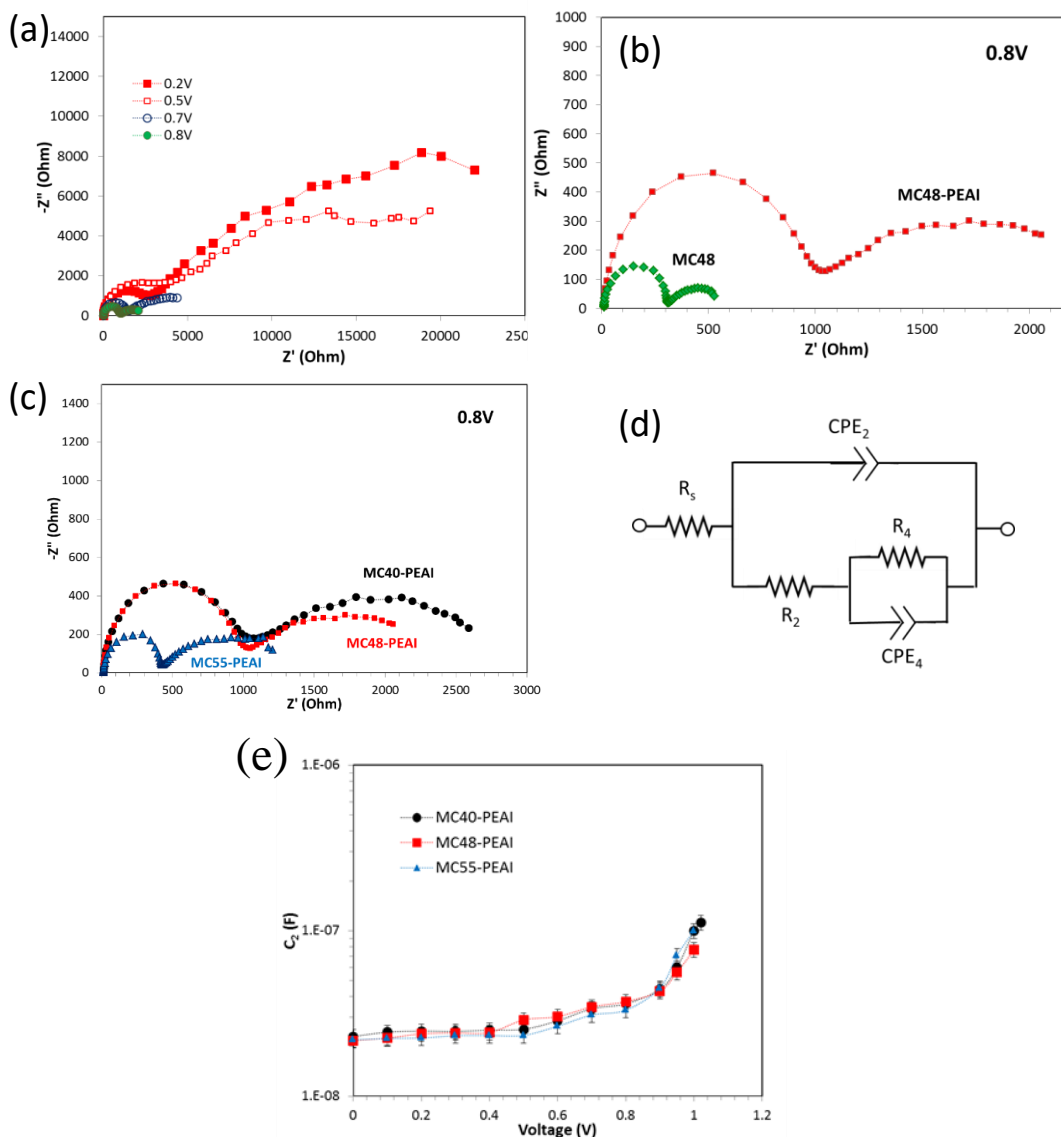 (a)
14000
12000
10000
8000
6000
4000
2000
0
-Z'' (Ohm)
0.2V
0.5V
0.7V
0.8V
0
5000
10000
15000
20000
250
Z' (Ohm)
(b)
0.8V
1000
900
800
700
600
500
400
300
200
100
0
Z'' (Ohm)
MC48-PEAI
MC48
0
500
1000
1500
2000
Z' (Ohm)
(c)
0.8V
1400
1200
1000
800
600
400
200
0
-Z'' (Ohm)
MC40-PEAI
MC48-PEAI
MC55-PEAI
0
500
1000
1500
2000
2500
3000
Z' (Ohm)
(d)
CPE2
Rs
R4
R2
CPE4
(e)
1.E-06
1.E-07
1.E-08
C2 (F)
MC40-PEAI
MC48-PEAI
MC55-PEAI
0
0.2
0.4
0.6
0.8
1
1.2
Voltage (V)